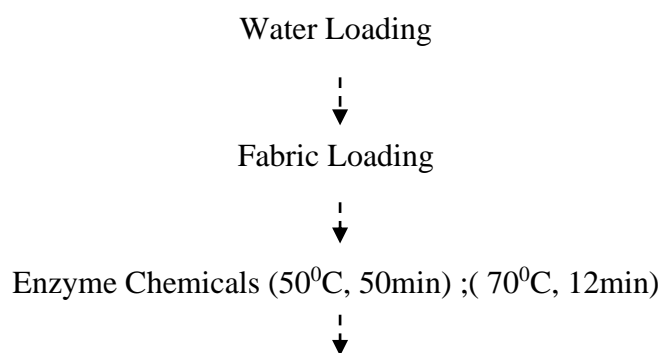 Water Loading
Fabric Loading
Enzyme Chemicals (50⁰C, 50min) ;( 70⁰C, 12min)